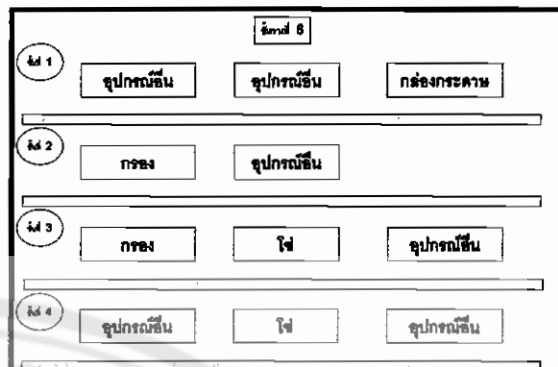 ชั้นวางที่ 6
ชั้นที่ 1
อุปกรณ์อื่น อุปกรณ์อื่น กล่องกระดาษ
ชั้นที่ 2
กรอง อุปกรณ์อื่น
ชั้นที่ 3
กรอง โซ่ อุปกรณ์อื่น
ชั้นที่ 4
อุปกรณ์อื่น โซ่ อุปกรณ์อื่น